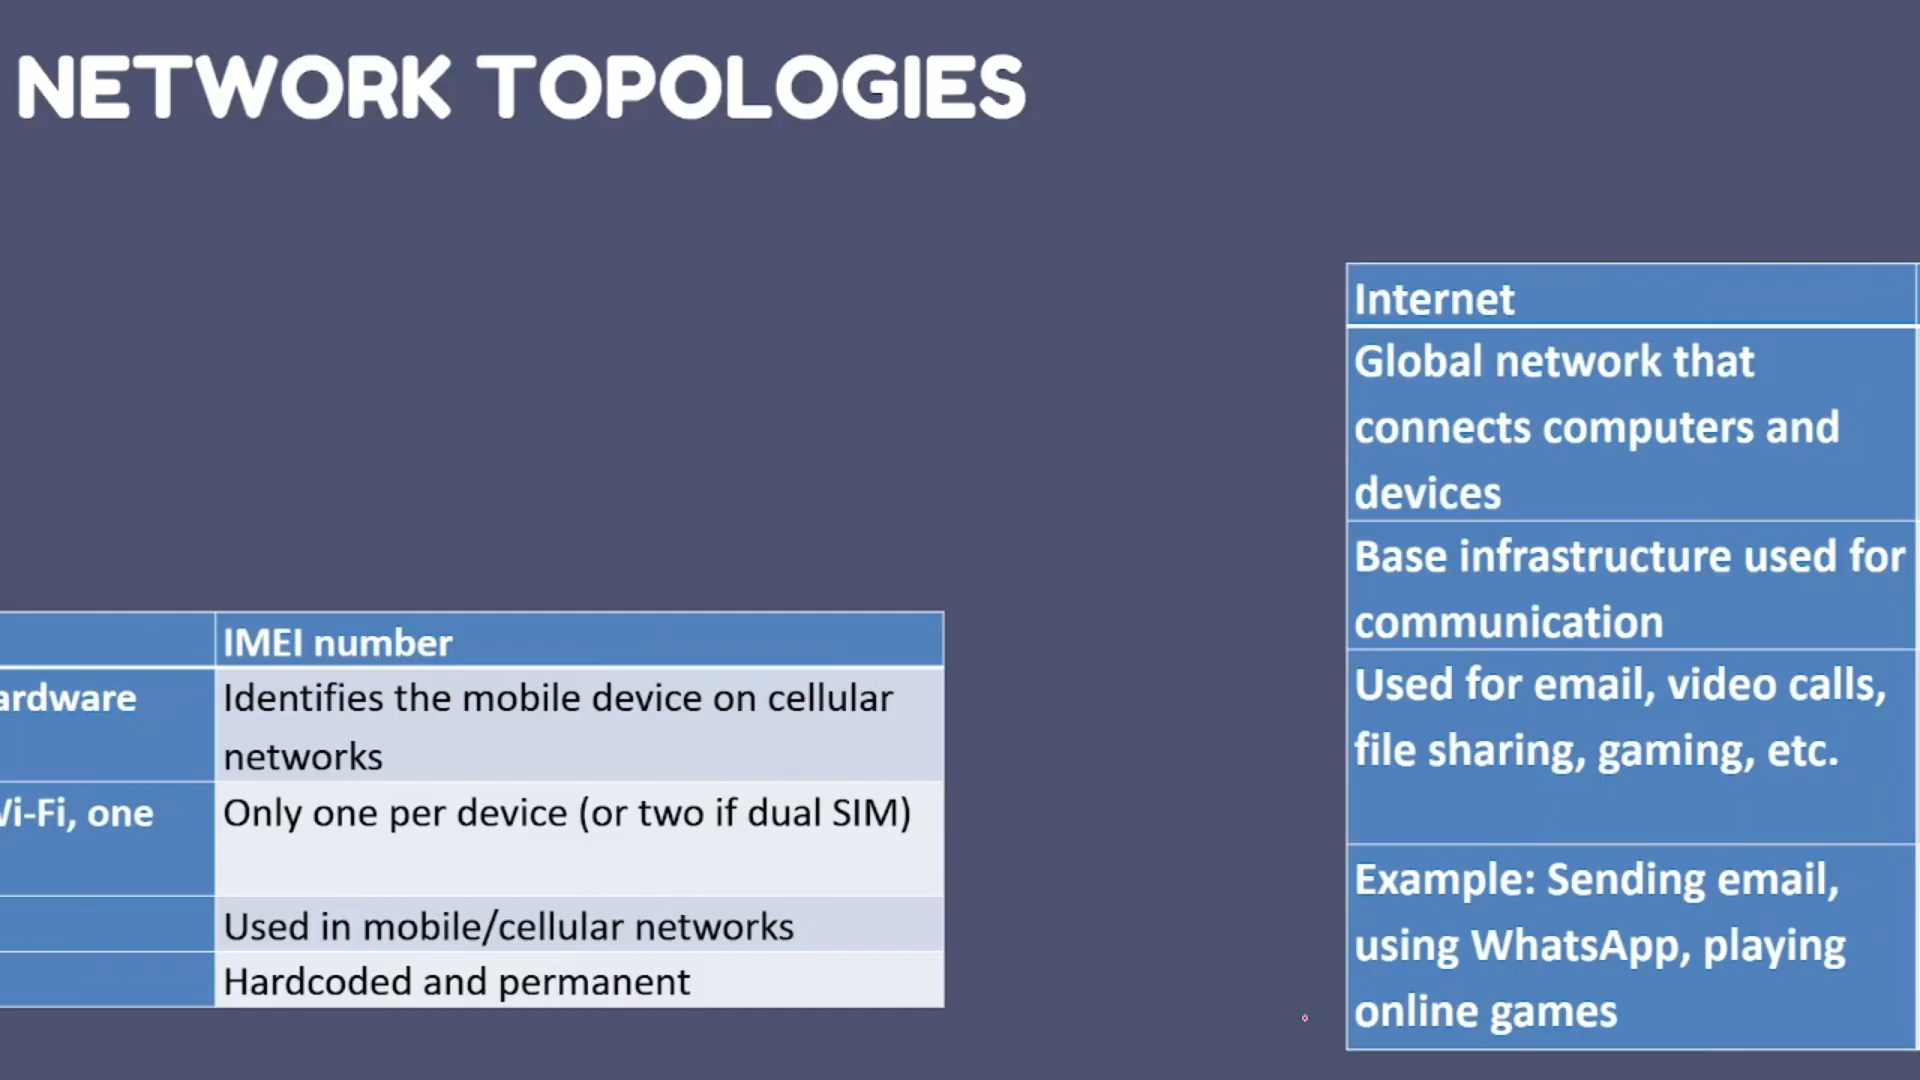 NETWORK TOPOLOGIES
IMEI number
Identifies the mobile device on cellular
networks
one
Only one per device (or two if dual SIM)
Used in mobile/cellular networks
Hardcoded and permanent
Internet
Global network that
connects computers and
devices
Base infrastructure used for
communication
Used for email, video calls,
file sharing, gaming, etc.
Example: Sending email,
using WhatsApp, playing
online games